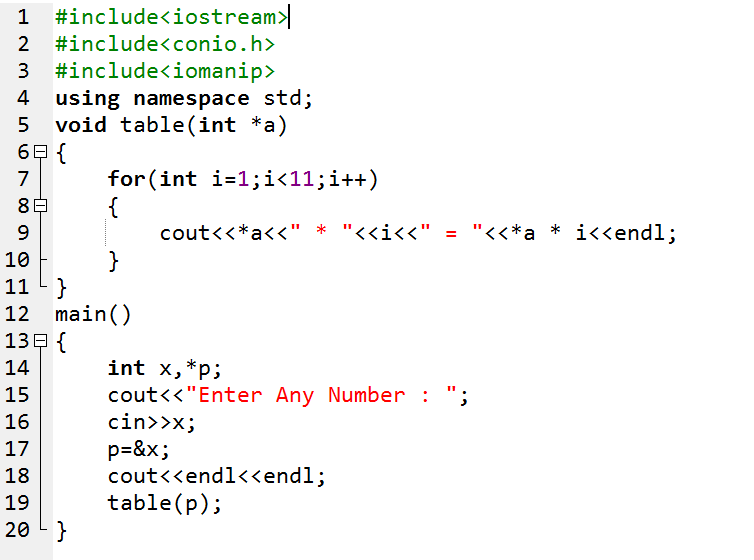 1 #include<iostream>
2 #include<conio.h>
3 #include<iomanip>
4 using namespace std;
5 void table(int *a)
6 {
7 for(int i=1;i<11;i++)
8 {
9 cout<<*a<<" * "<<i<<" = "<<*a * i<<endl;
10 }
11 }
12 main()
13 {
14 int x,*p;
15 cout<<"Enter Any Number : ";
16 cin>>x;
17 p=&x;
18 cout<<endl<<endl;
19 table(p);
20 }